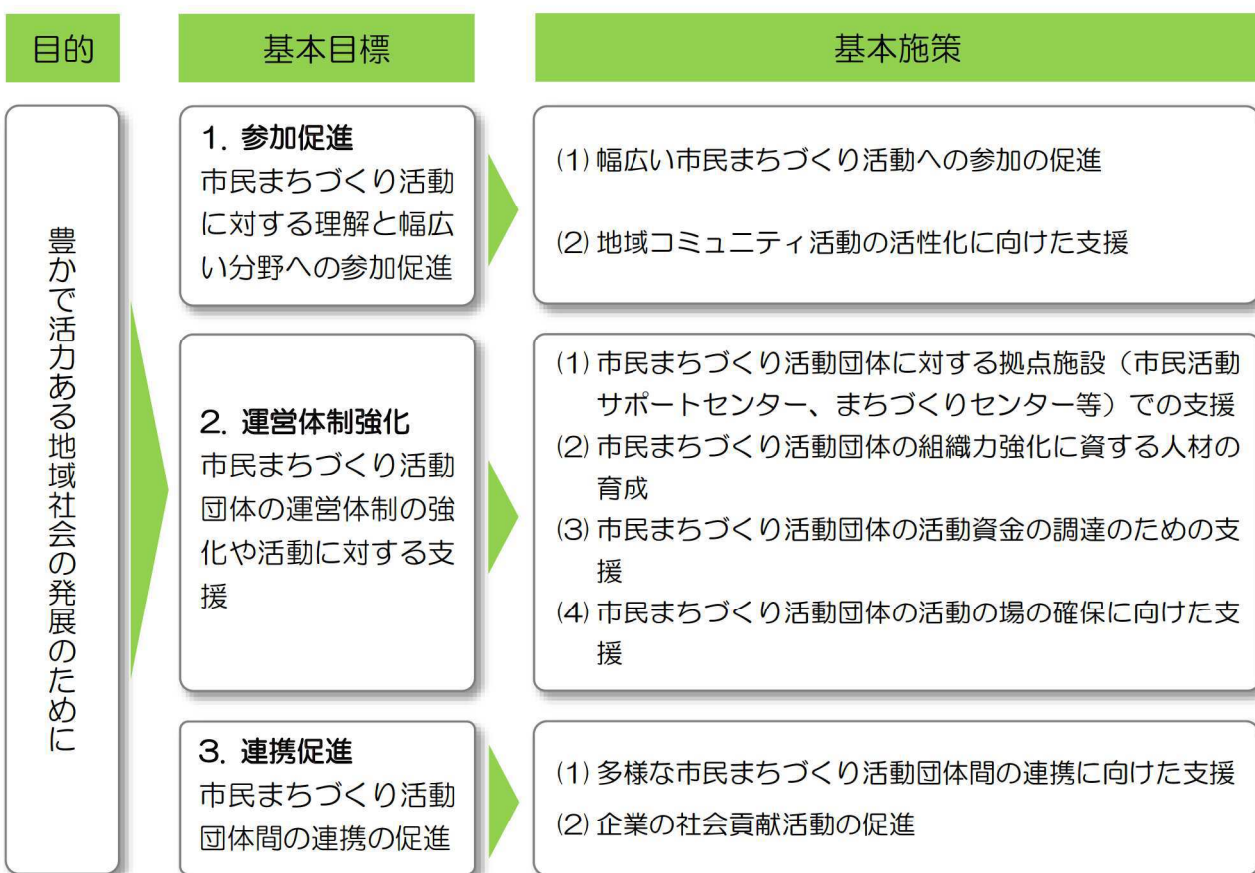 目的
基本目標
基本施策
豊かで活力ある地域社会の発展のために
1. 参加促進
市民まちづくり活動
に対する理解と幅広
い分野への参加促進
(1) 幅広い市民まちづくり活動への参加の促進
(2) 地域コミュニティ活動の活性化に向けた支援
2. 運営体制強化
市民まちづくり活動
団体の運営体制の強
化や活動に対する支
援
(1) 市民まちづくり活動団体に対する拠点施設（市民活動
サポートセンター、まちづくりセンター等）での支援
(2) 市民まちづくり活動団体の組織力強化に資する人材の
育成
(3) 市民まちづくり活動団体の活動資金の調達のための支
援
(4) 市民まちづくり活動団体の活動の場の確保に向けた支
援
3. 連携促進
市民まちづくり活動
団体間の連携の促進
(1) 多様な市民まちづくり活動団体間の連携に向けた支援
(2) 企業の社会貢献活動の促進